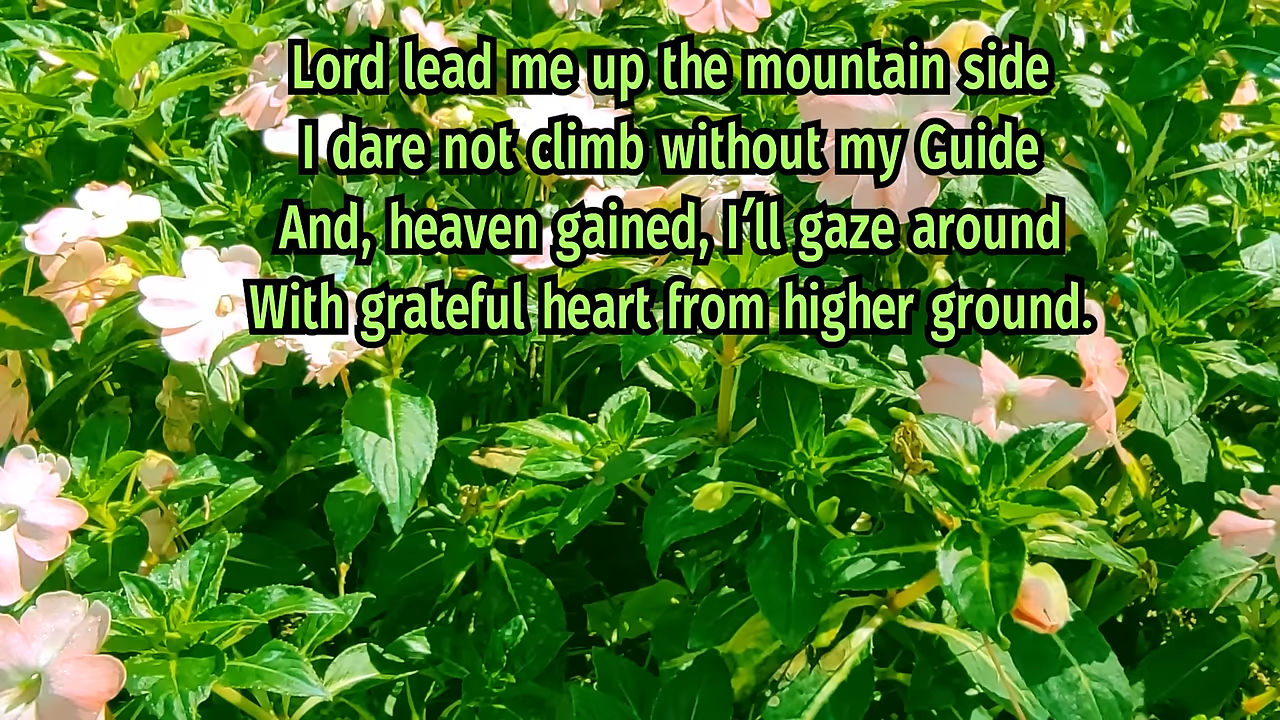 Lord lead me up the mountain side
I dare not climb without my Guide
And, heaven gained, I´ll gaze around
With grateful heart from higher ground.